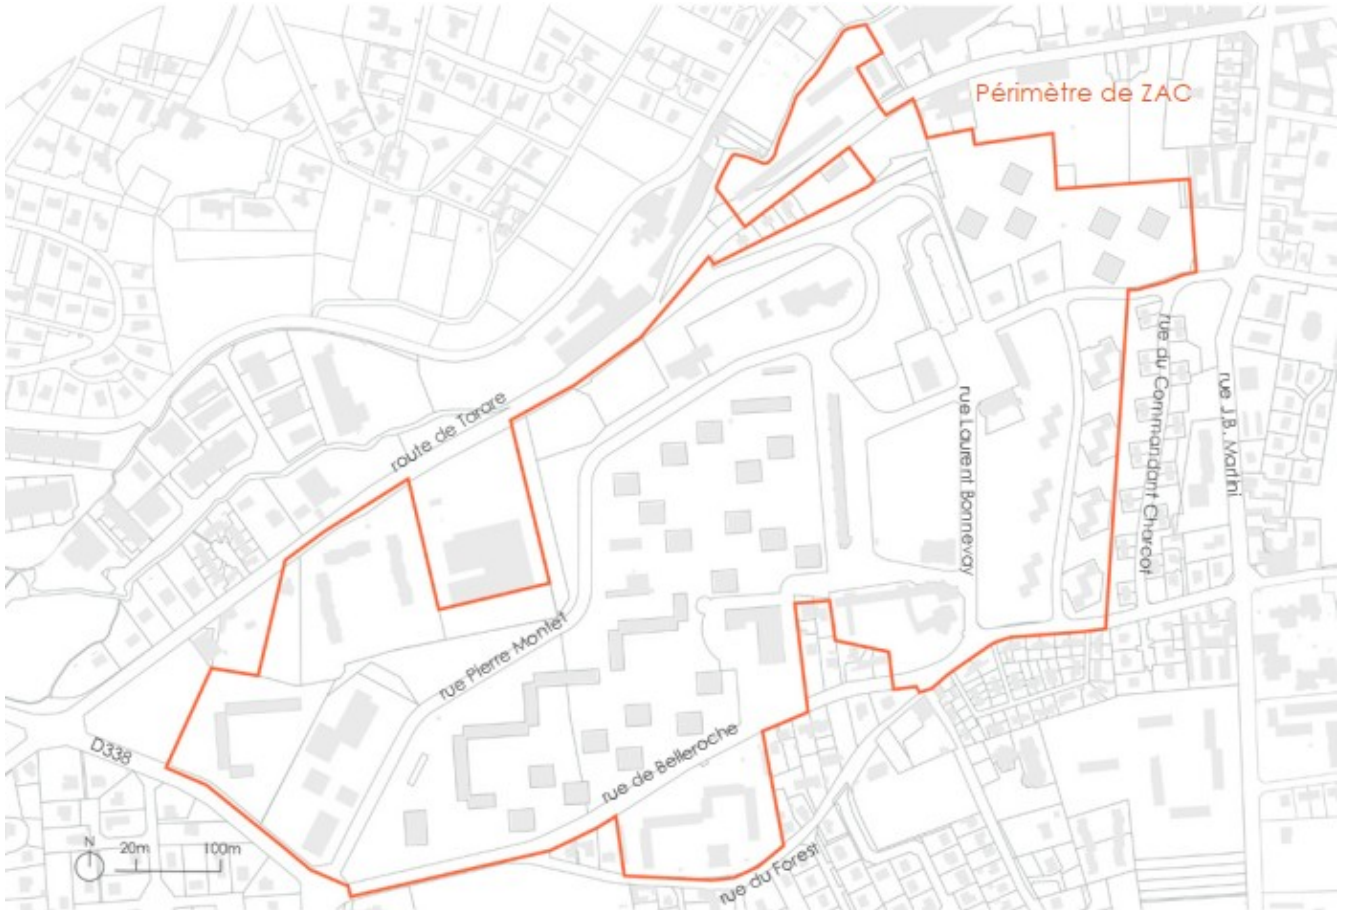 Périmètre de ZAC
rue du Commandant Charcot
rue J.B. Martini
rue Laurent Bonnevay
route de Tarare
rue Pierre Montet
D338
rue de Belleroche
N
20m
100m
rue du Forest